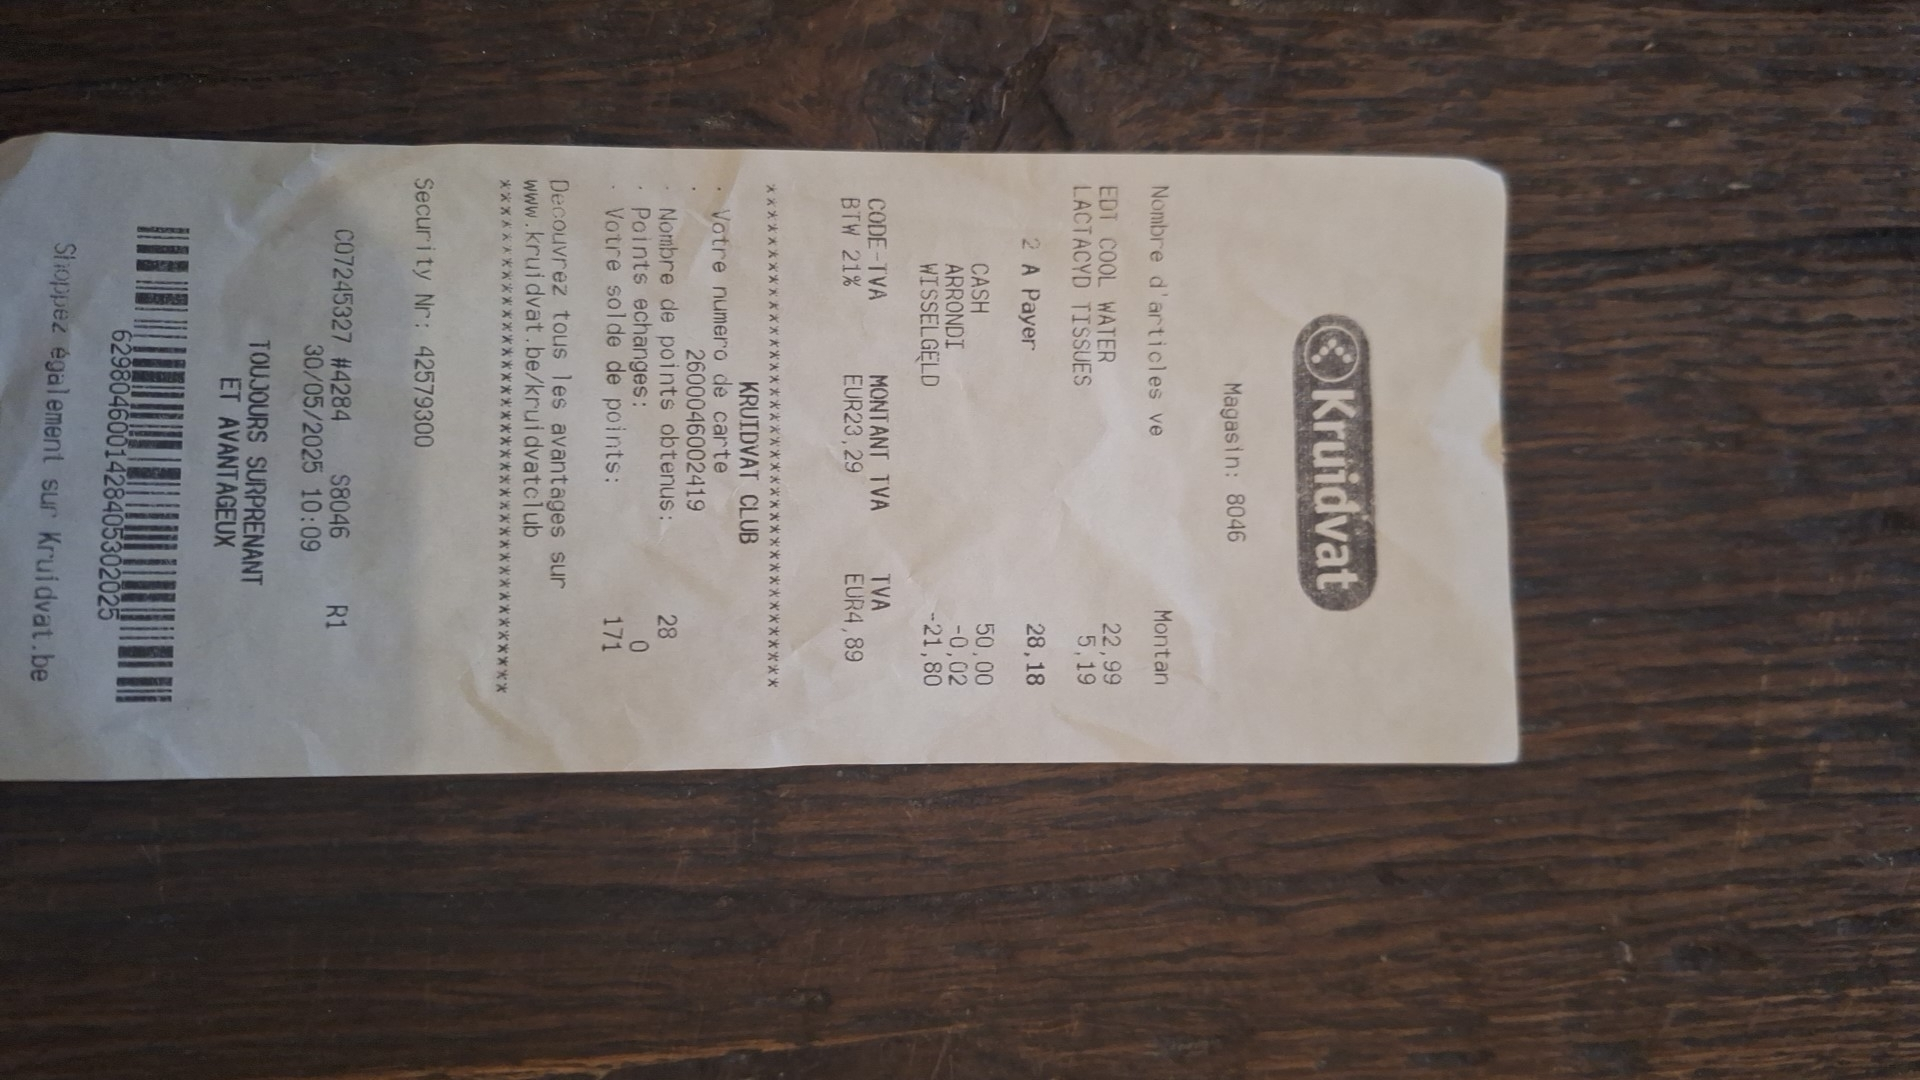 Kruidvat
Magasin: 8046
Nombre d'articles ve Montan
EDT COOL WATER 22,99
LACTACYD TISSUES 5,19
2 A Payer 28,18
CASH 50,00
ARRONDI -0,02
WISSELGELD -21,80
CODE-TVA MONTANT TVA TVA
BTW 21% EUR23,29 EUR4,89
****************************************
KRUIDVAT CLUB
. Votre numero de carte
. 2600046002419
. Nombre de points obtenus: 28
. Points echanges: 0
. Votre solde de points: 171
Decouvrez tous les avantages sur
www.kruidvat.be/kruidvatclub
****************************************
Security Nr: 42579300
C07245327 #4284 S8046 R1
30/05/2025 10:09
TOUJOURS SURPRENANT
ET AVANTAGEUX
62980460014284053020​25
Shoppez également sur Kruidvat.be